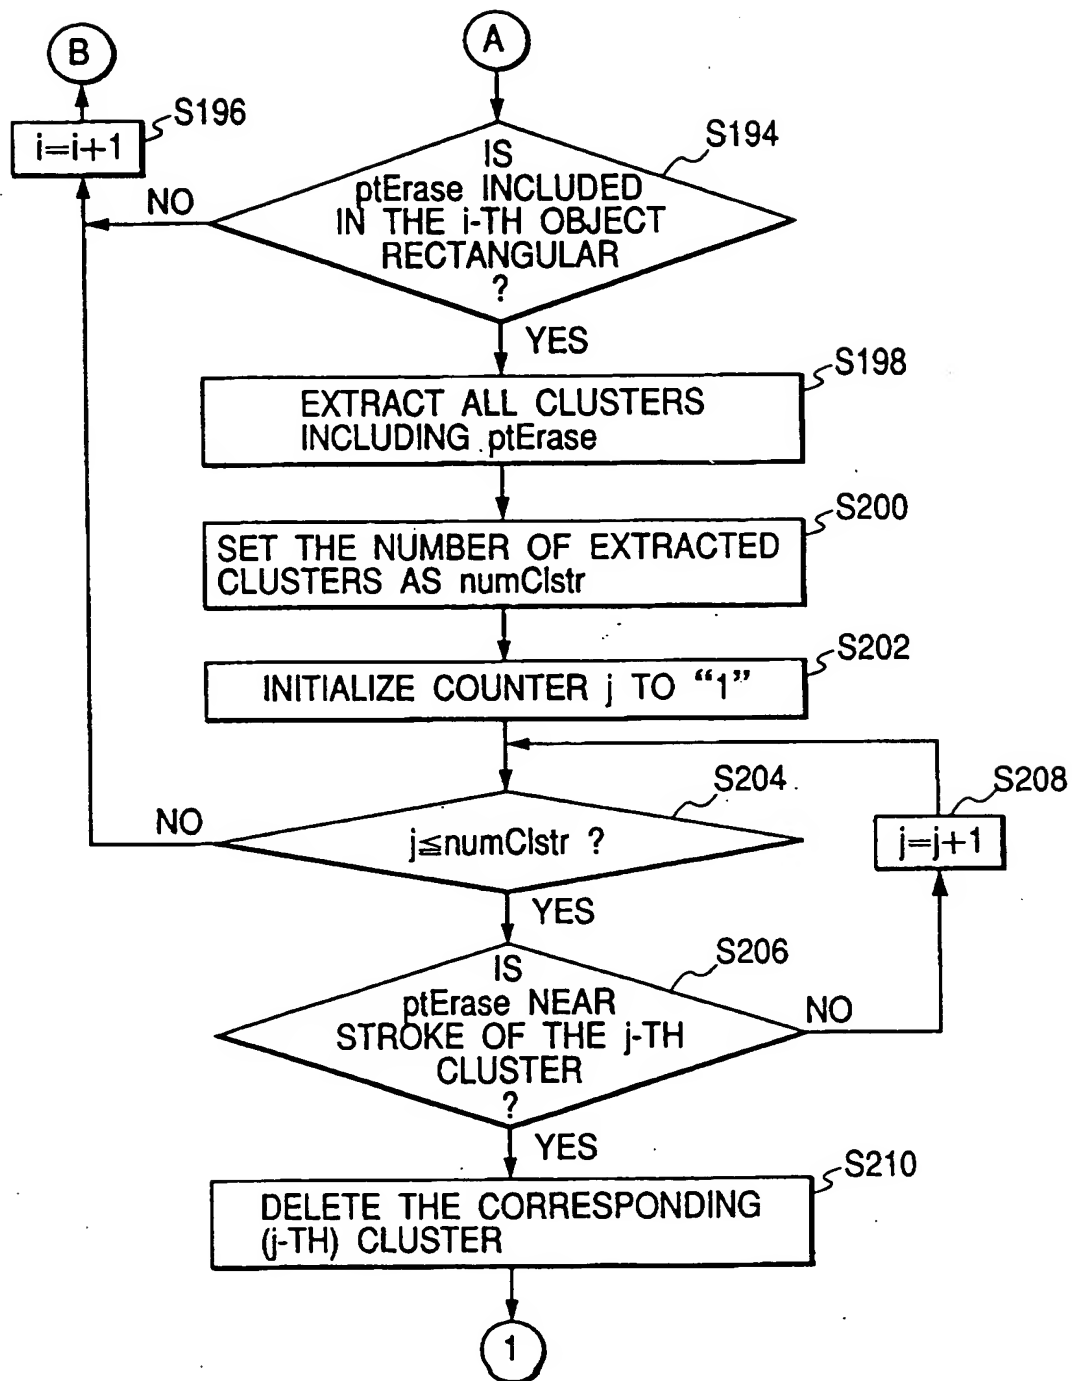 B
A
S196
i=i+1
S194
IS
ptErase INCLUDED
IN THE i-TH OBJECT
RECTANGULAR
?
NO
YES
S198
EXTRACT ALL CLUSTERS
INCLUDING ptErase
S200
SET THE NUMBER OF EXTRACTED
CLUSTERS AS numClstr
S202
INITIALIZE COUNTER j TO “1”
S204
j≦numClstr ?
NO
YES
S208
j=j+1
S206
IS
ptErase NEAR
STROKE OF THE j-TH
CLUSTER
?
NO
YES
S210
DELETE THE CORRESPONDING
(j-TH) CLUSTER
1